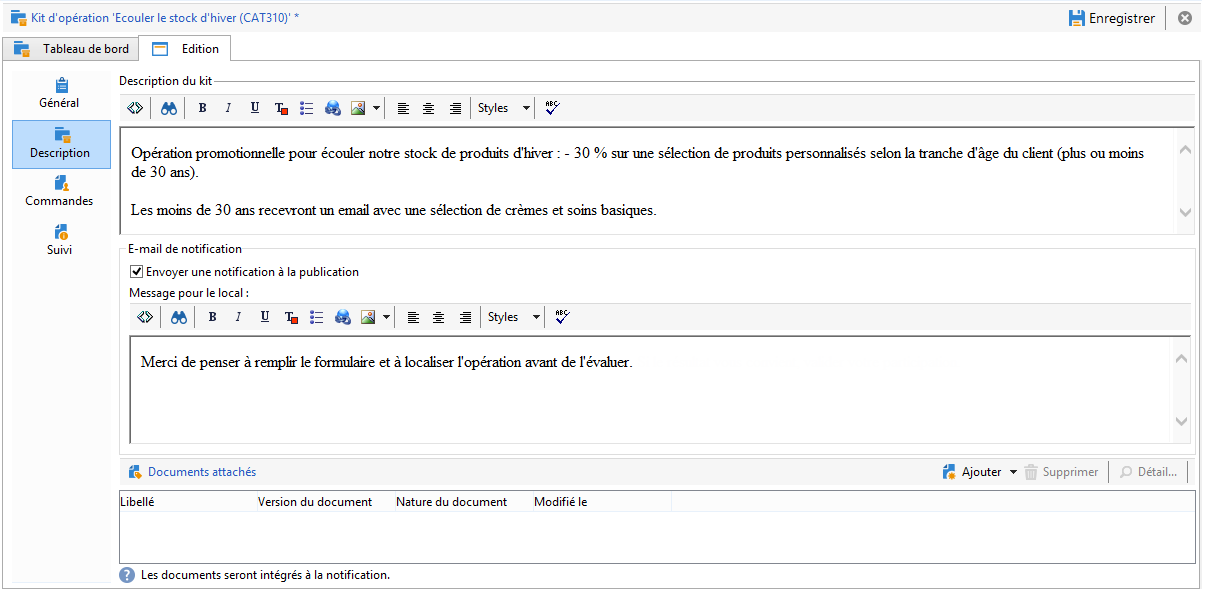 Kit d'opération 'Ecouler le stock d'hiver (CAT310)' *
Enregistrer
Tableau de bord
Edition
Général
Description
Commandes
Suivi
Description du kit
B I U T Styles ABC
Opération promotionnelle pour écouler notre stock de produits d'hiver : - 30 % sur une sélection de produits personnalisés selon la tranche d'âge du client (plus ou moins
de 30 ans).
Les moins de 30 ans recevront un email avec une sélection de crèmes et soins basiques.
E-mail de notification
Envoyer une notification à la publication
Message pour le local :
B I U T Styles ABC
Merci de penser à remplir le formulaire et à localiser l'opération avant de l'évaluer.
Documents attachés
Ajouter Supprimer Détail...
Libellé Version du document Nature du document Modifié le
? Les documents seront intégrés à la notification.